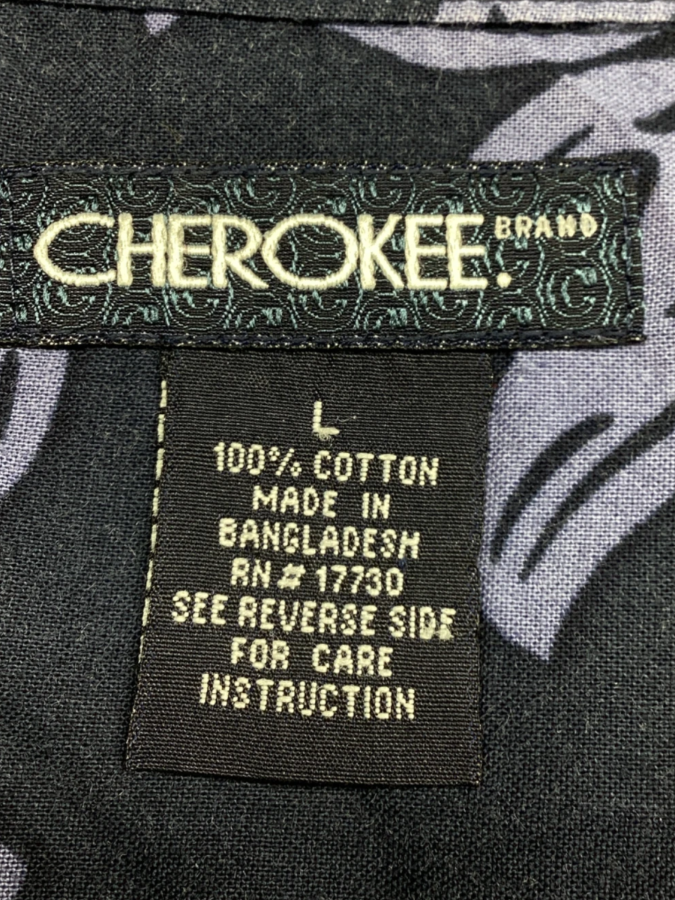 CHEROKEE. BRAND
L
100% COTTON
MADE IN
BANGLADESH
RN # 17730
SEE REVERSE SIDE
FOR CARE
INSTRUCTION